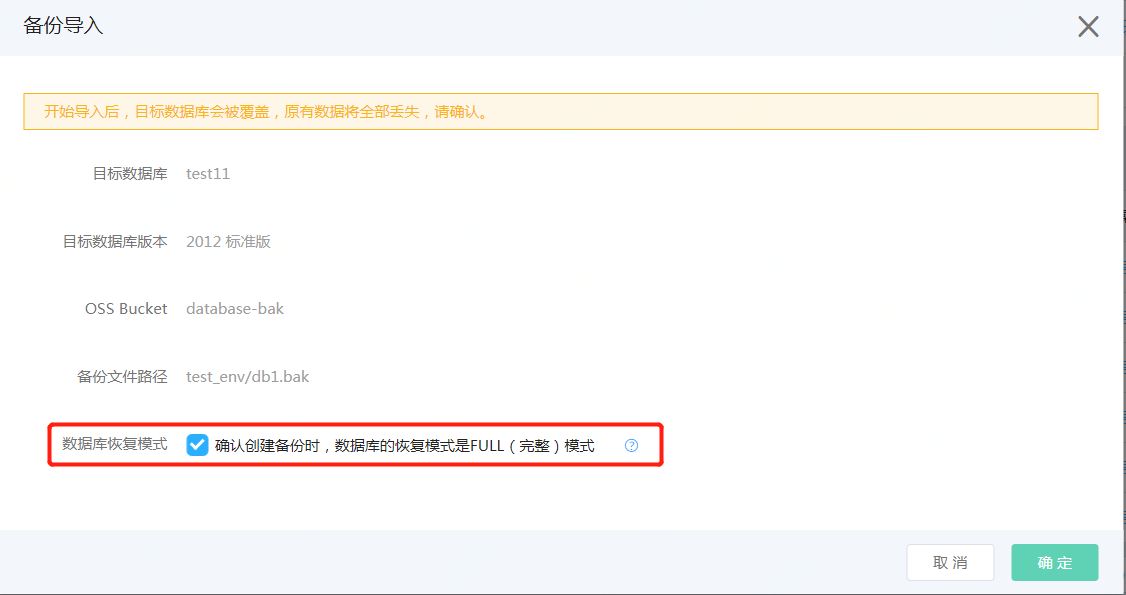 备份导入
开始导入后，目标数据库会被覆盖，原有数据将全部丢失，请确认。
目标数据库 test11
目标数据库版本 2012 标准版
OSS Bucket database-bak
备份文件路径 test_env/db1.bak
数据库恢复模式 确认创建备份时，数据库的恢复模式是FULL（完整）模式 ?
取 消 确 定